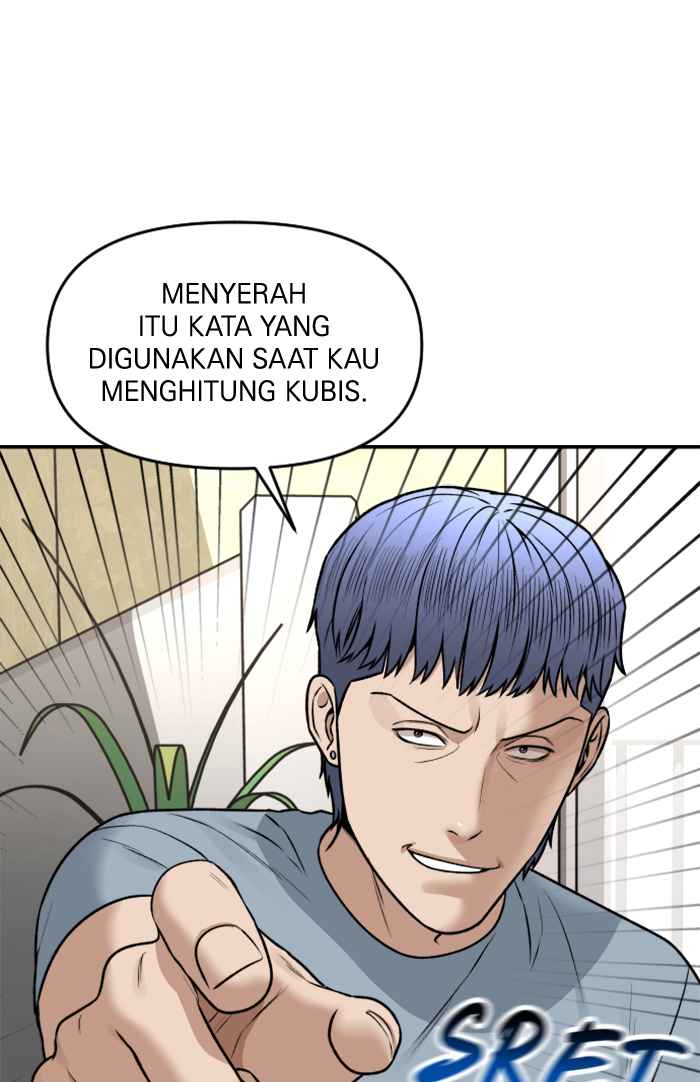 MENYERAH
ITU KATA YANG
DIGUNAKAN SAAT KAU
MENGHITUNG KUBIS.
SRET